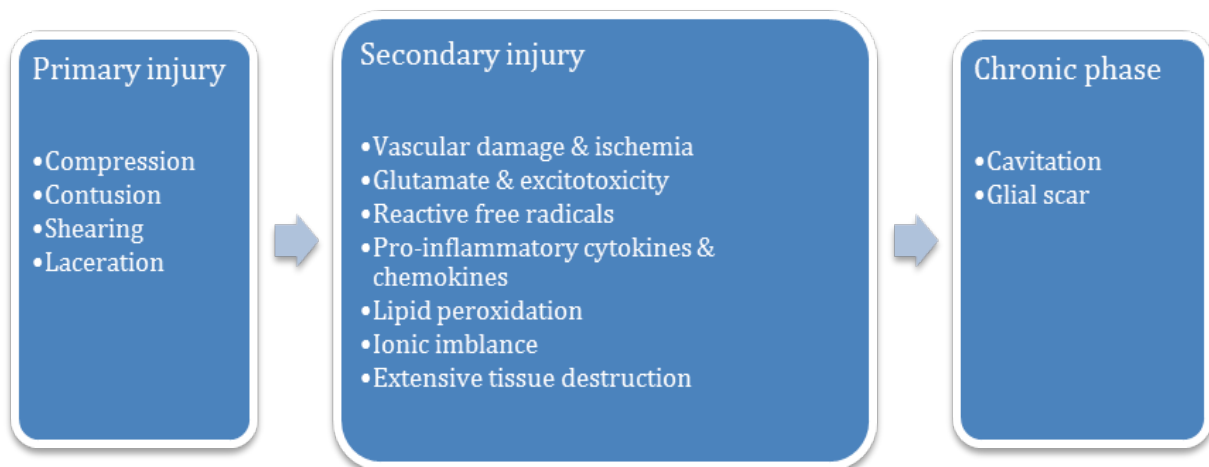 Primary injury
•Compression
•Contusion
•Shearing
•Laceration
Secondary injury
•Vascular damage & ischemia
•Glutamate & excitotoxicity
•Reactive free radicals
•Pro-inflammatory cytokines &
chemokines
•Lipid peroxidation
•Ionic imblance
•Extensive tissue destruction
Chronic phase
•Cavitation
•Glial scar